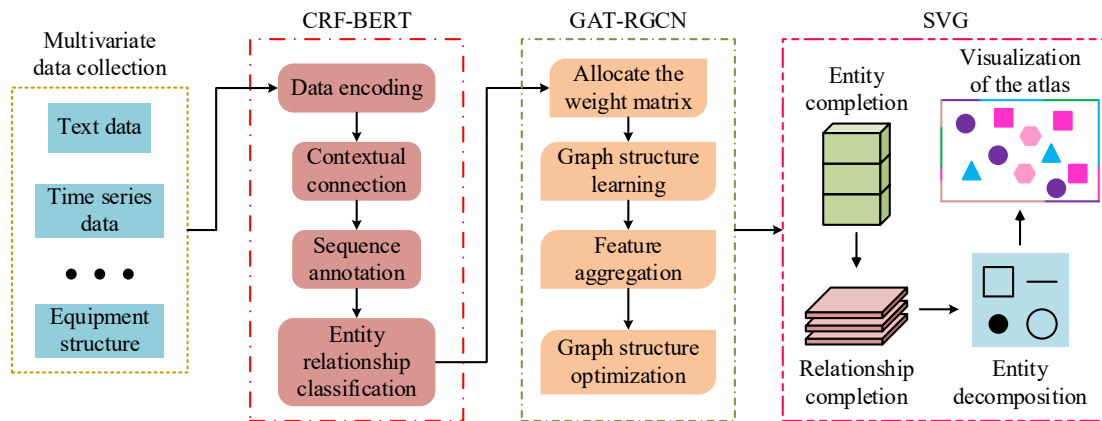 Multivariate
data collection
Text data
Time series
data
Equipment
structure
CRF-BERT
Data encoding
Contextual
connection
Sequence
annotation
Entity
relationship
classification
GAT-RGCN
Allocate the
weight matrix
Graph structure
learning
Feature
aggregation
Graph structure
optimization
SVG
Entity
completion
Relationship
completion
Entity
decomposition
Visualization
of the atlas